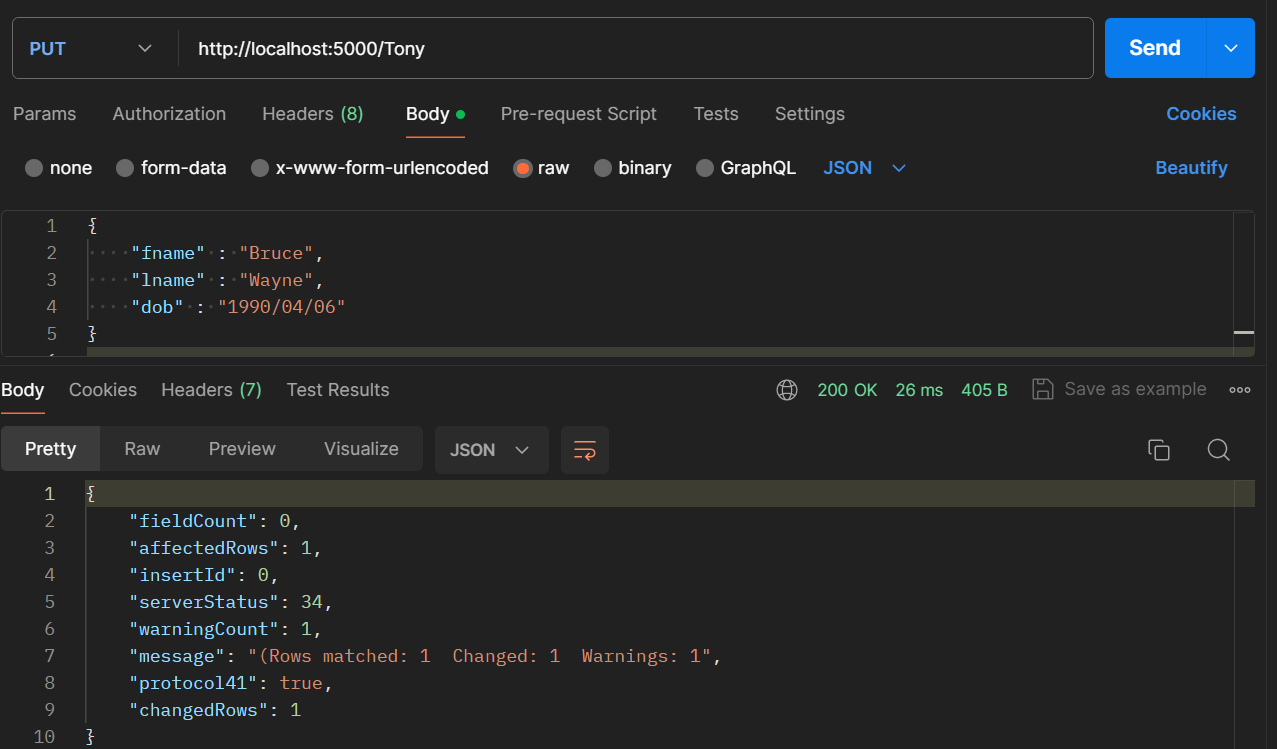 PUT http://localhost:5000/Tony Send
Params Authorization Headers (8) Body Pre-request Script Tests Settings Cookies
none form-data x-www-form-urlencoded raw binary GraphQL JSON Beautify
1 {
2 "fname" : "Bruce",
3 "lname" : "Wayne",
4 "dob" : "1990/04/06"
5 }
Body Cookies Headers (7) Test Results 200 OK 26 ms 405 B Save as example
Pretty Raw Preview Visualize JSON
1 {
2 "fieldCount": 0,
3 "affectedRows": 1,
4 "insertId": 0,
5 "serverStatus": 34,
6 "warningCount": 1,
7 "message": "(Rows matched: 1  Changed: 1  Warnings: 1",
8 "protocol41": true,
9 "changedRows": 1
10 }